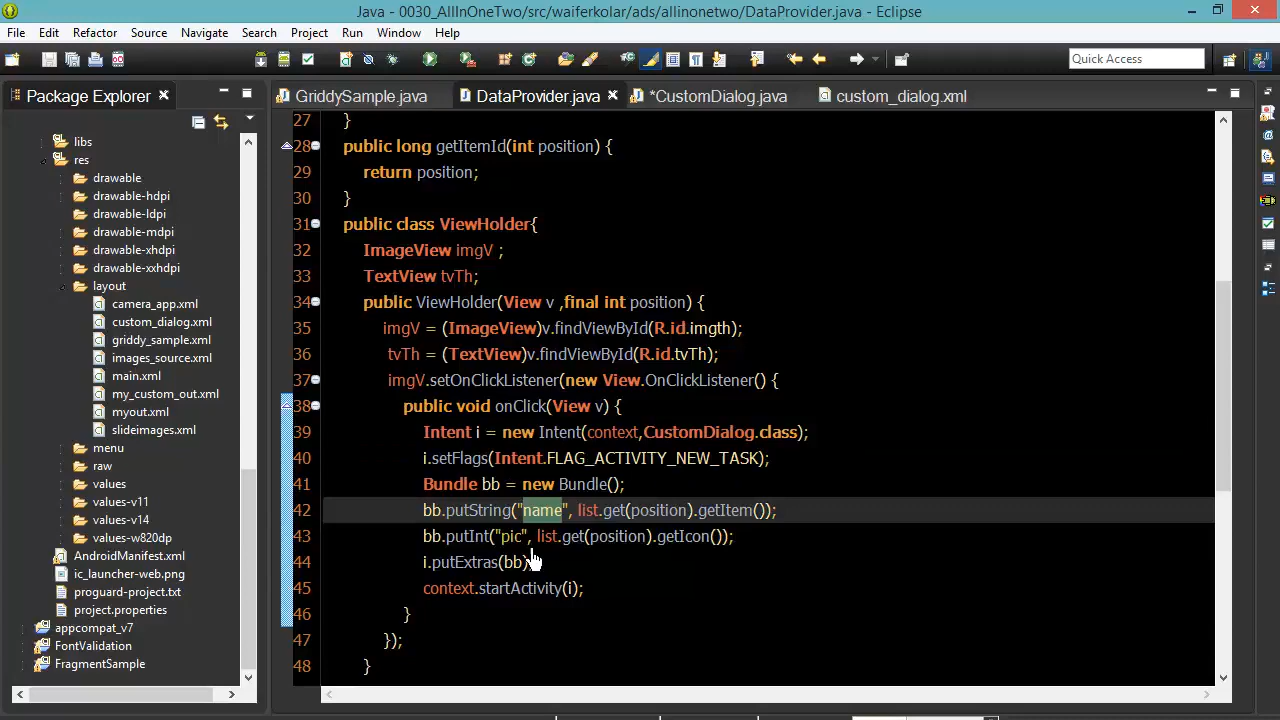 Java - 0030_AllInOneTwo/src/waiferkolar/ads/allinonetwo/DataProvider.java - Eclipse
File Edit Refactor Source Navigate Search Project Run Window Help
Quick Access
Package Explorer
GriddySample.java
DataProvider.java
*CustomDialog.java
custom_dialog.xml
libs
res
drawable
drawable-hdpi
drawable-ldpi
drawable-mdpi
drawable-xhdpi
drawable-xxhdpi
layout
camera_app.xml
custom_dialog.xml
griddy_sample.xml
images_source.xml
main.xml
my_custom_out.xml
myout.xml
slideimages.xml
menu
raw
values
values-v11
values-v14
values-w820dp
AndroidManifest.xml
ic_launcher-web.png
proguard-project.txt
project.properties
appcompat_v7
FontValidation
FragmentSample
27 }
28 public long getItemId(int position) {
29 return position;
30 }
31 public class ViewHolder{
32 ImageView imgV ;
33 TextView tvTh;
34 public ViewHolder(View v ,final int position) {
35 imgV = (ImageView)v.findViewById(R.id.imgth);
36 tvTh = (TextView)v.findViewById(R.id.tvTh);
37 imgV.setOnClickListener(new View.OnClickListener() {
38 public void onClick(View v) {
39 Intent i = new Intent(context,CustomDialog.class);
40 i.setFlags(Intent.FLAG_ACTIVITY_NEW_TASK);
41 Bundle bb = new Bundle();
42 bb.putString("name", list.get(position).getItem());
43 bb.putInt("pic", list.get(position).getIcon());
44 i.putExtras(bb);
45 context.startActivity(i);
46 }
47 });
48 }